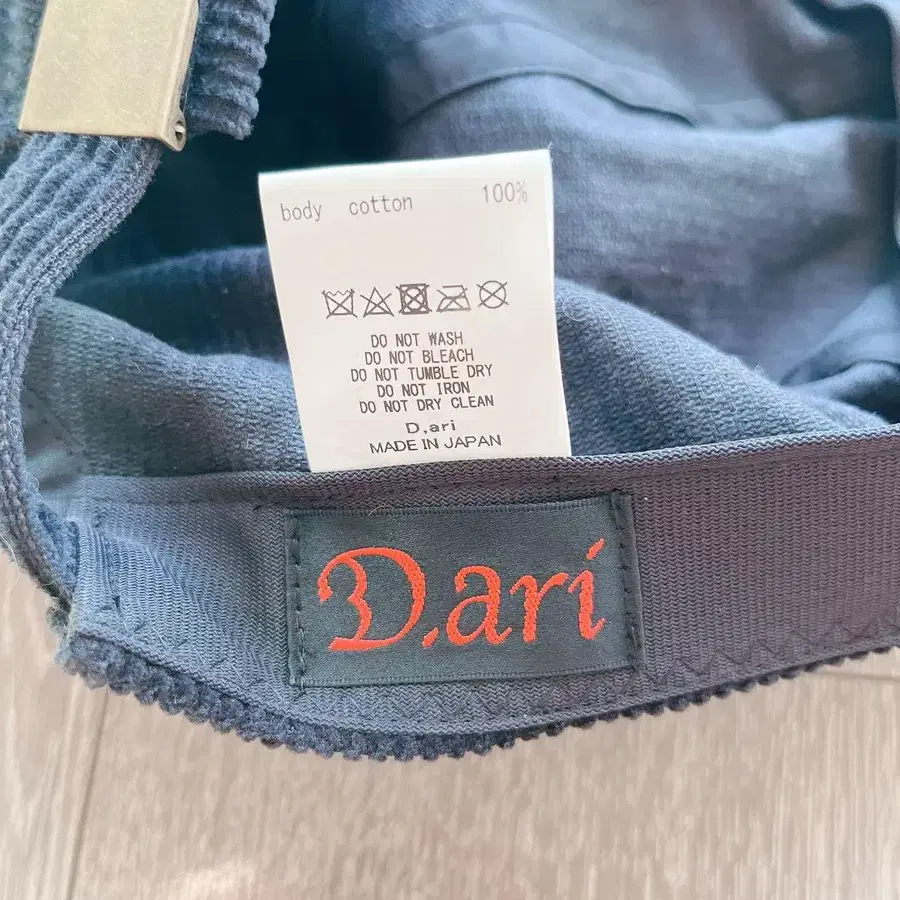 body cotton 100%
DO NOT WASH
DO NOT BLEACH
DO NOT TUMBLE DRY
DO NOT IRON
DO NOT DRY CLEAN
D,ari
MADE IN JAPAN
D.ari